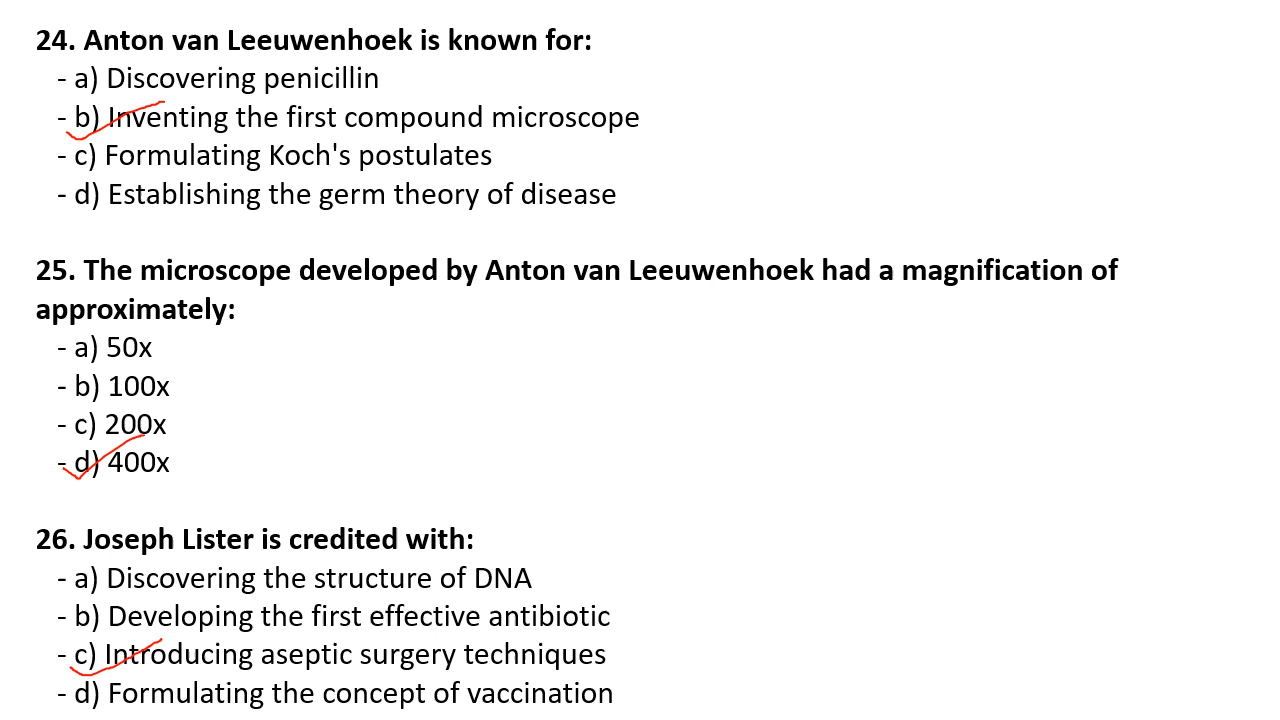 24. Anton van Leeuwenhoek is known for:
- a) Discovering penicillin
- b) Inventing the first compound microscope
- c) Formulating Koch's postulates
- d) Establishing the germ theory of disease
25. The microscope developed by Anton van Leeuwenhoek had a magnification of
approximately:
- a) 50x
- b) 100x
- c) 200x
- d) 400x
26. Joseph Lister is credited with:
- a) Discovering the structure of DNA
- b) Developing the first effective antibiotic
- c) Introducing aseptic surgery techniques
- d) Formulating the concept of vaccination